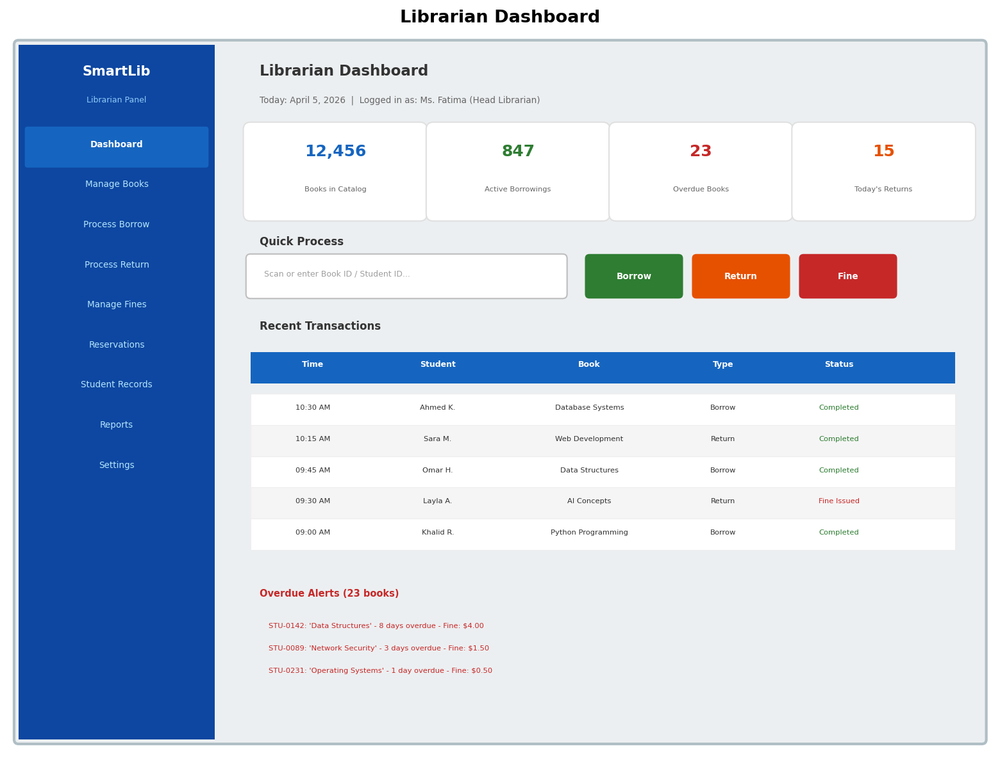 Librarian Dashboard
SmartLib
Librarian Panel
Dashboard
Manage Books
Process Borrow
Process Return
Manage Fines
Reservations
Student Records
Reports
Settings
Librarian Dashboard
Today: April 5, 2026 | Logged in as: Ms. Fatima (Head Librarian)
12,456
Books in Catalog
847
Active Borrowings
23
Overdue Books
15
Today's Returns
Quick Process
Scan or enter Book ID / Student ID...
Borrow
Return
Fine
Recent Transactions
Time Student Book Type Status
10:30 AM Ahmed K. Database Systems Borrow Completed
10:15 AM Sara M. Web Development Return Completed
09:45 AM Omar H. Data Structures Borrow Completed
09:30 AM Layla A. AI Concepts Return Fine Issued
09:00 AM Khalid R. Python Programming Borrow Completed
Overdue Alerts (23 books)
STU-0142: 'Data Structures' - 8 days overdue - Fine: $4.00
STU-0089: 'Network Security' - 3 days overdue - Fine: $1.50
STU-0231: 'Operating Systems' - 1 day overdue - Fine: $0.50